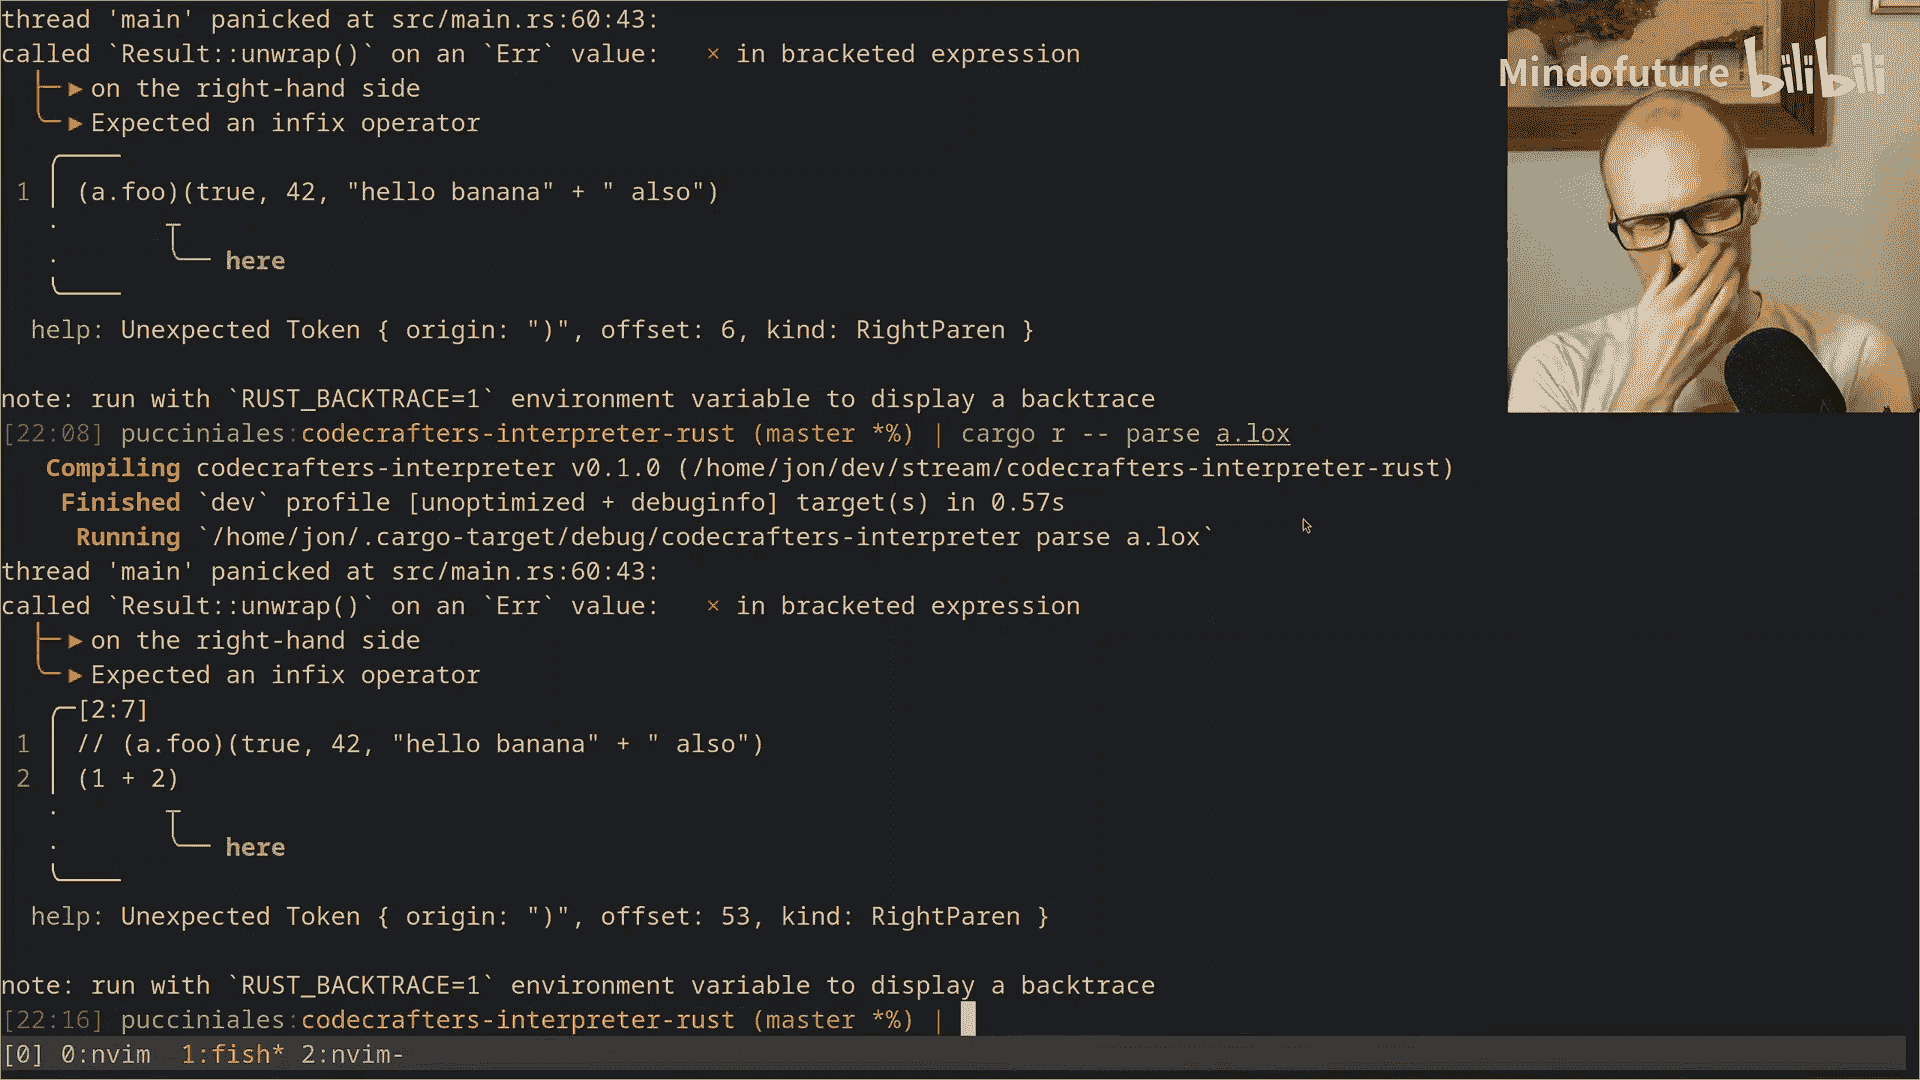 thread 'main' panicked at src/main.rs:60:43:
called `Result::unwrap()` on an `Err` value:   × in bracketed expression
├─▶ on the right-hand side
╰─▶ Expected an infix operator
1 │ (a.foo)(true, 42, "hello banana" + " also")
here
help: Unexpected Token { origin: ")", offset: 6, kind: RightParen }
note: run with `RUST_BACKTRACE=1` environment variable to display a backtrace
[22:08] pucciniales:codecrafters-interpreter-rust (master *%) | cargo r -- parse a.lox
Compiling codecrafters-interpreter v0.1.0 (/home/jon/dev/stream/codecrafters-interpreter-rust)
Finished `dev` profile [unoptimized + debuginfo] target(s) in 0.57s
Running `/home/jon/.cargo-target/debug/codecrafters-interpreter parse a.lox`
thread 'main' panicked at src/main.rs:60:43:
called `Result::unwrap()` on an `Err` value:   × in bracketed expression
├─▶ on the right-hand side
╰─▶ Expected an infix operator
╭─[2:7]
1 │ // (a.foo)(true, 42, "hello banana" + " also")
2 │ (1 + 2)
here
help: Unexpected Token { origin: ")", offset: 53, kind: RightParen }
note: run with `RUST_BACKTRACE=1` environment variable to display a backtrace
[22:16] pucciniales:codecrafters-interpreter-rust (master *%) |
[0] 0:nvim  1:fish* 2:nvim-
Mindofuture bilibili